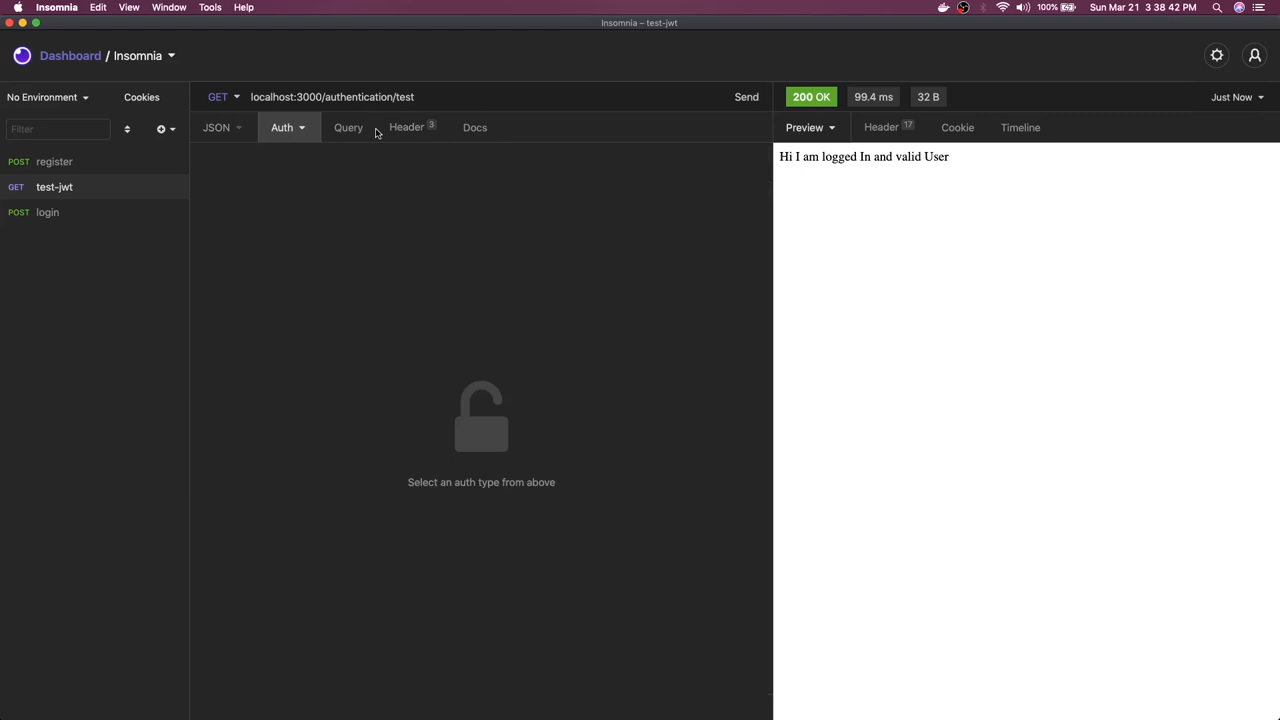 Insomnia Edit View Window Tools Help 100% Sun Mar 21 3:38:42 PM
Insomnia – test-jwt
Dashboard / Insomnia
No Environment Cookies GET localhost:3000/authentication/test Send 200 OK 99.4 ms 32 B Just Now
Filter JSON Auth Query Header 3 Docs Preview Header 17 Cookie Timeline
POST register
GET test-jwt
POST login
Hi I am logged In and valid User
Select an auth type from above